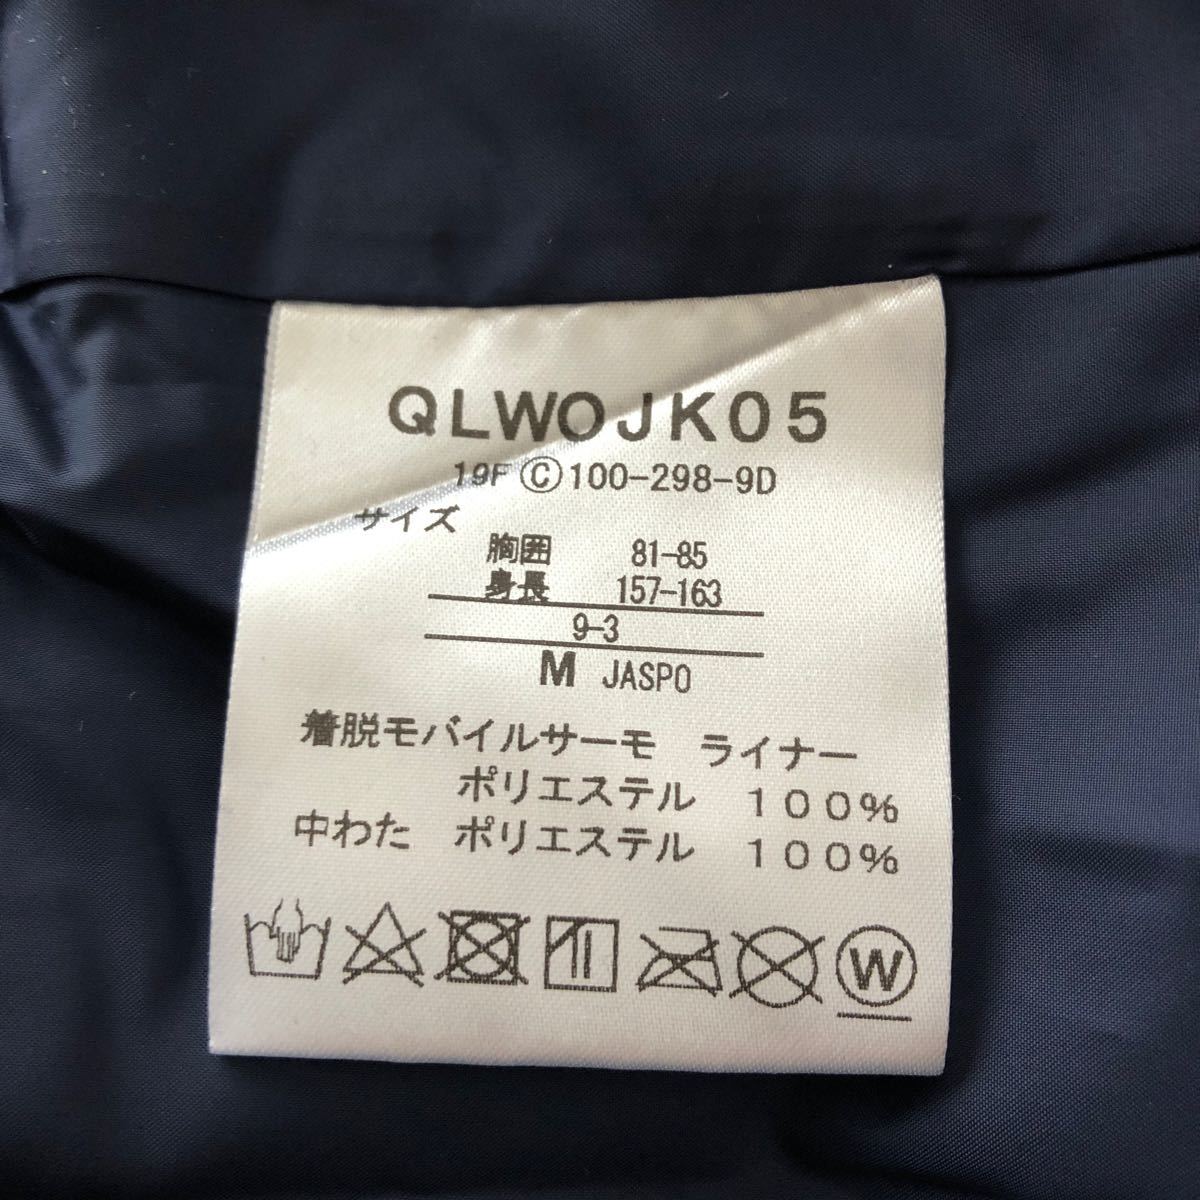 QLWOJK05
19F Ⓒ100-298-9D
サイズ
胸囲 81-85
身長 157-163
9-3
M JASPO
着脱モバイルサーモ ライナー
ポリエステル １００％
中わた ポリエステル １００％
W